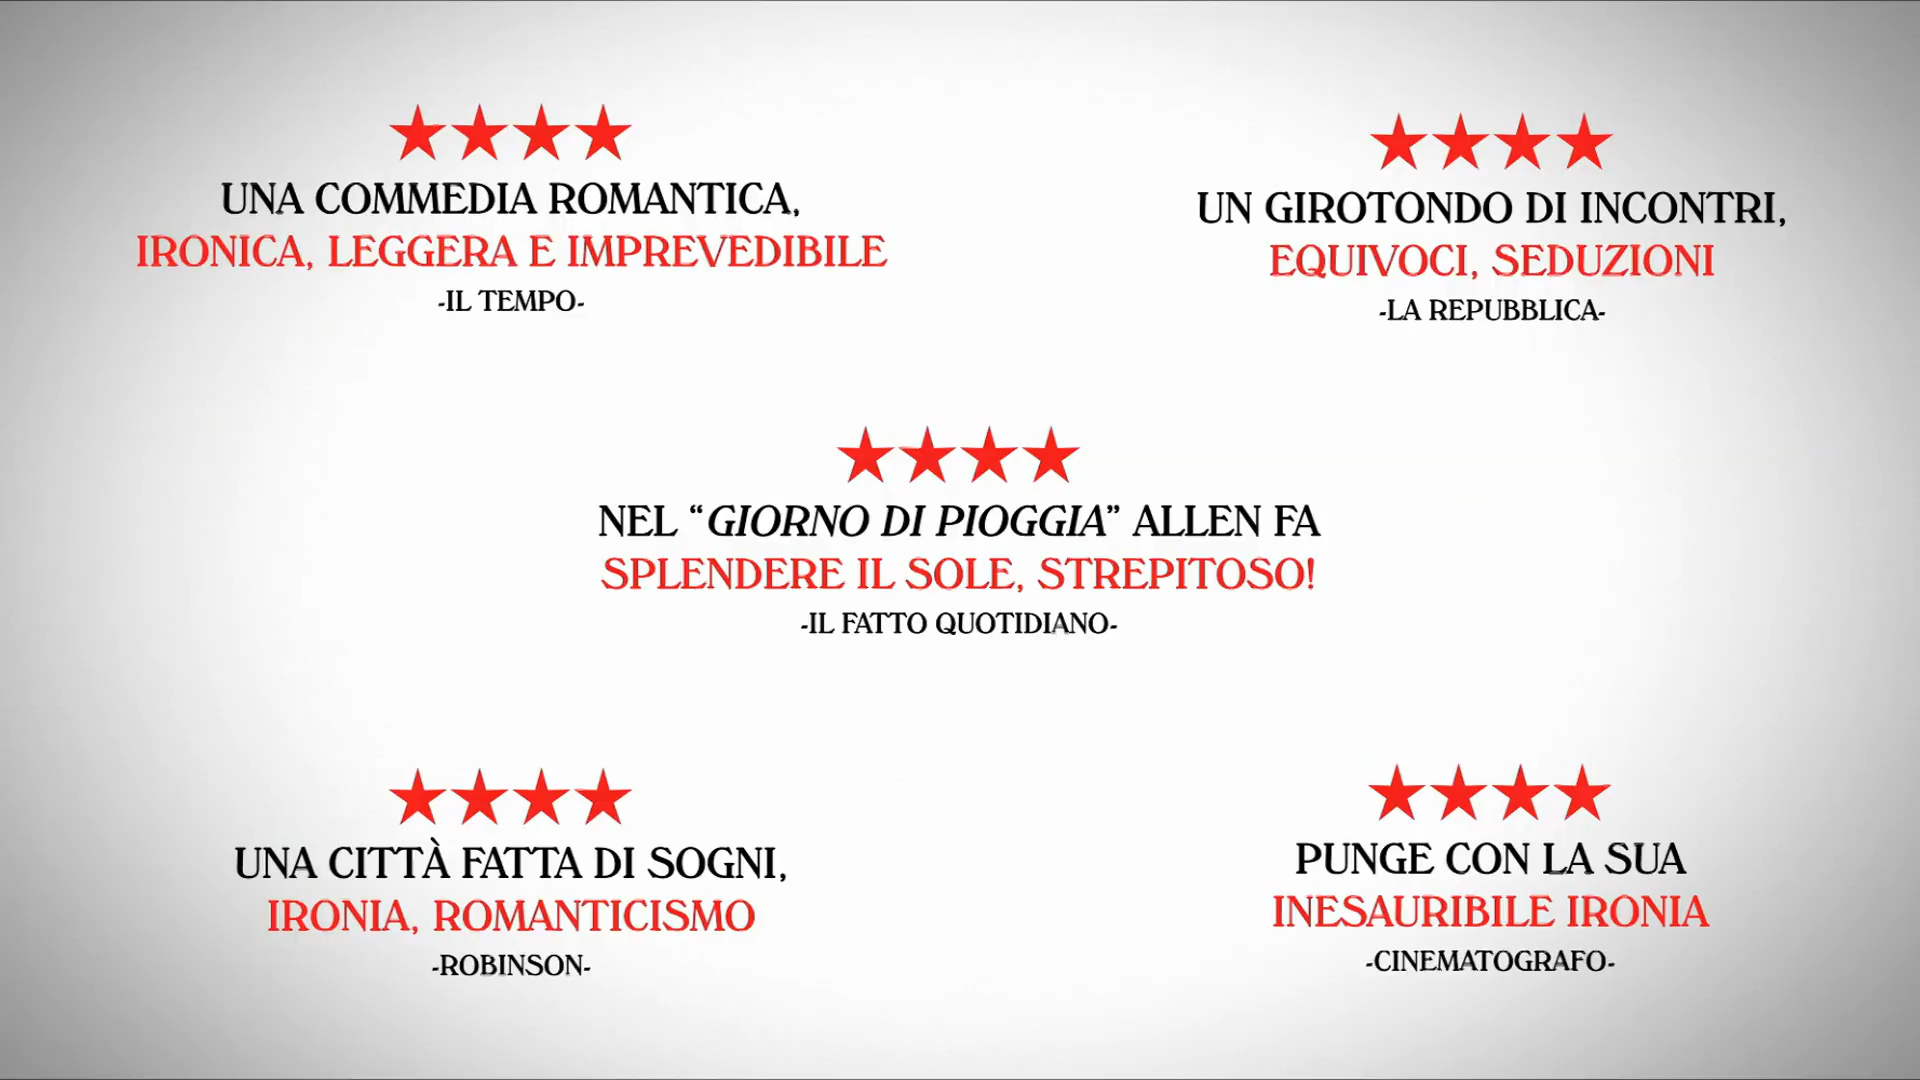 UNA COMMEDIA ROMANTICA,
IRONICA, LEGGERA E IMPREVEDIBILE
-IL TEMPO-
UN GIROTONDO DI INCONTRI,
EQUIVOCI, SEDUZIONI
-LA REPUBBLICA-
NEL “GIORNO DI PIOGGIA” ALLEN FA
SPLENDERE IL SOLE, STREPITOSO!
-IL FATTO QUOTIDIANO-
UNA CITTÀ FATTA DI SOGNI,
IRONIA, ROMANTICISMO
-ROBINSON-
PUNGE CON LA SUA
INESAURIBILE IRONIA
-CINEMATOGRAFO-